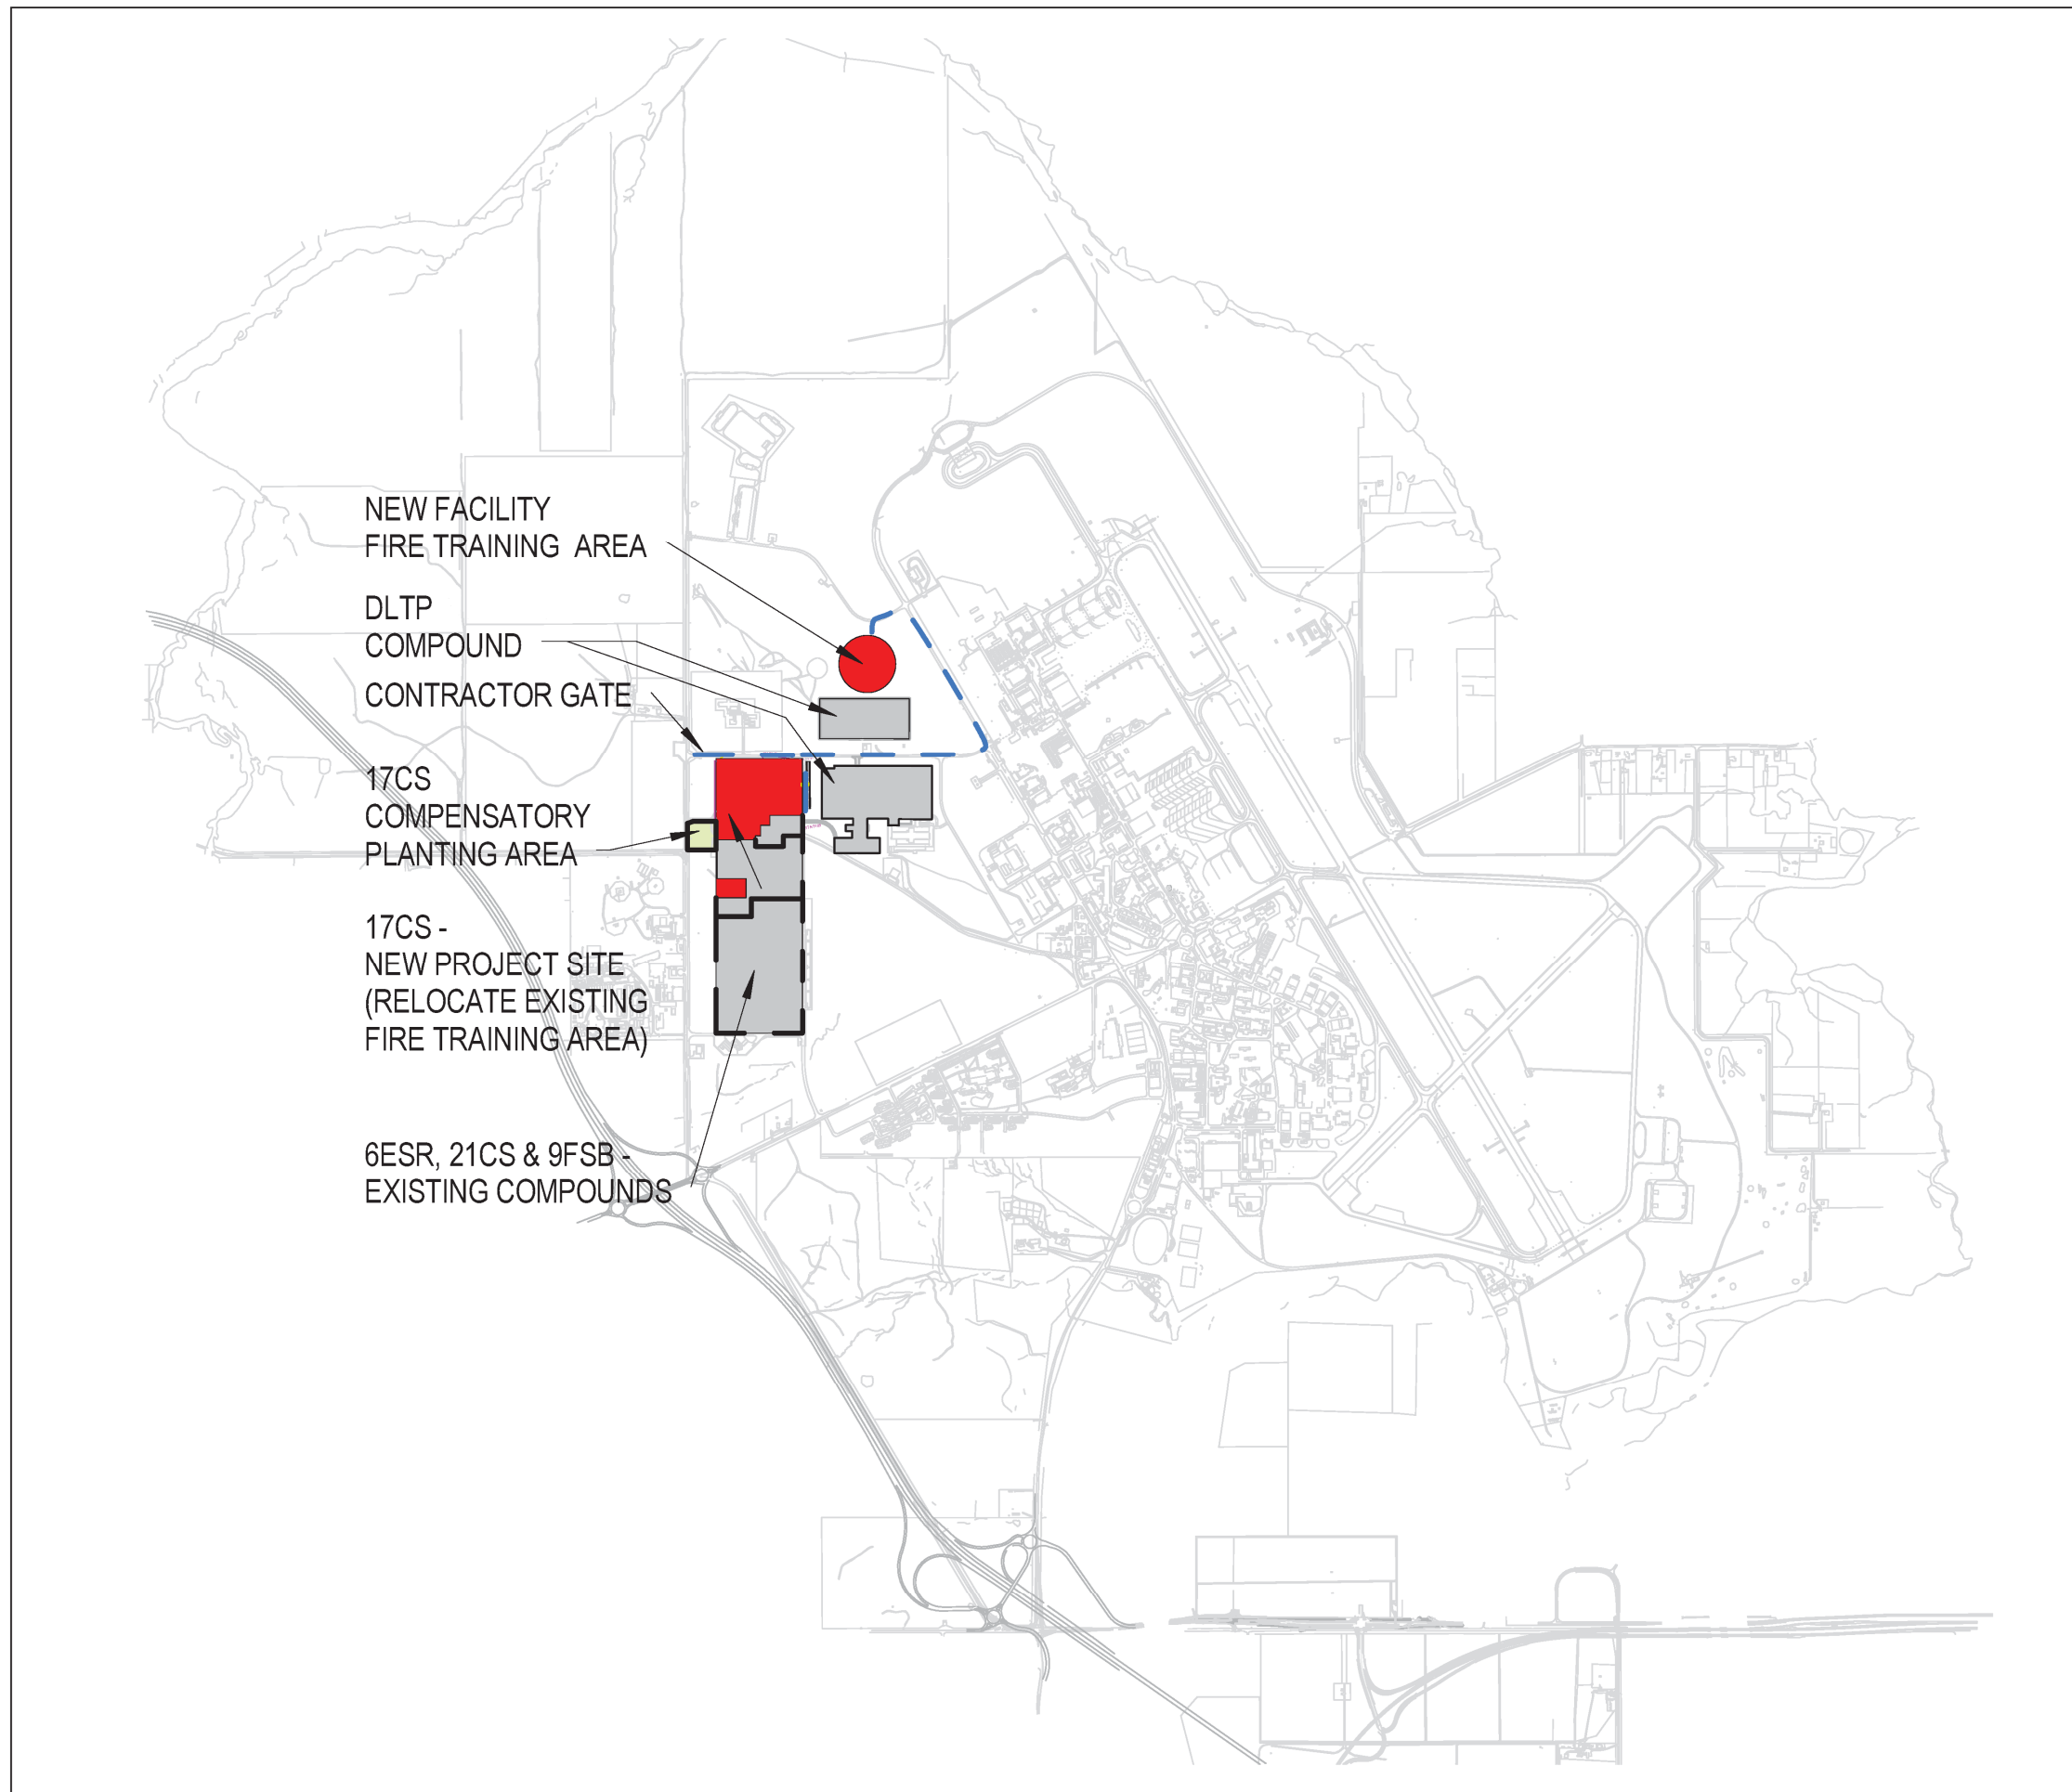 NEW FACILITY
FIRE TRAINING AREA
DLTP
COMPOUND
CONTRACTOR GATE
17CS
COMPENSATORY
PLANTING AREA
17CS -
NEW PROJECT SITE
(RELOCATE EXISTING
FIRE TRAINING AREA)
6ESR, 21CS & 9FSB -
EXISTING COMPOUNDS